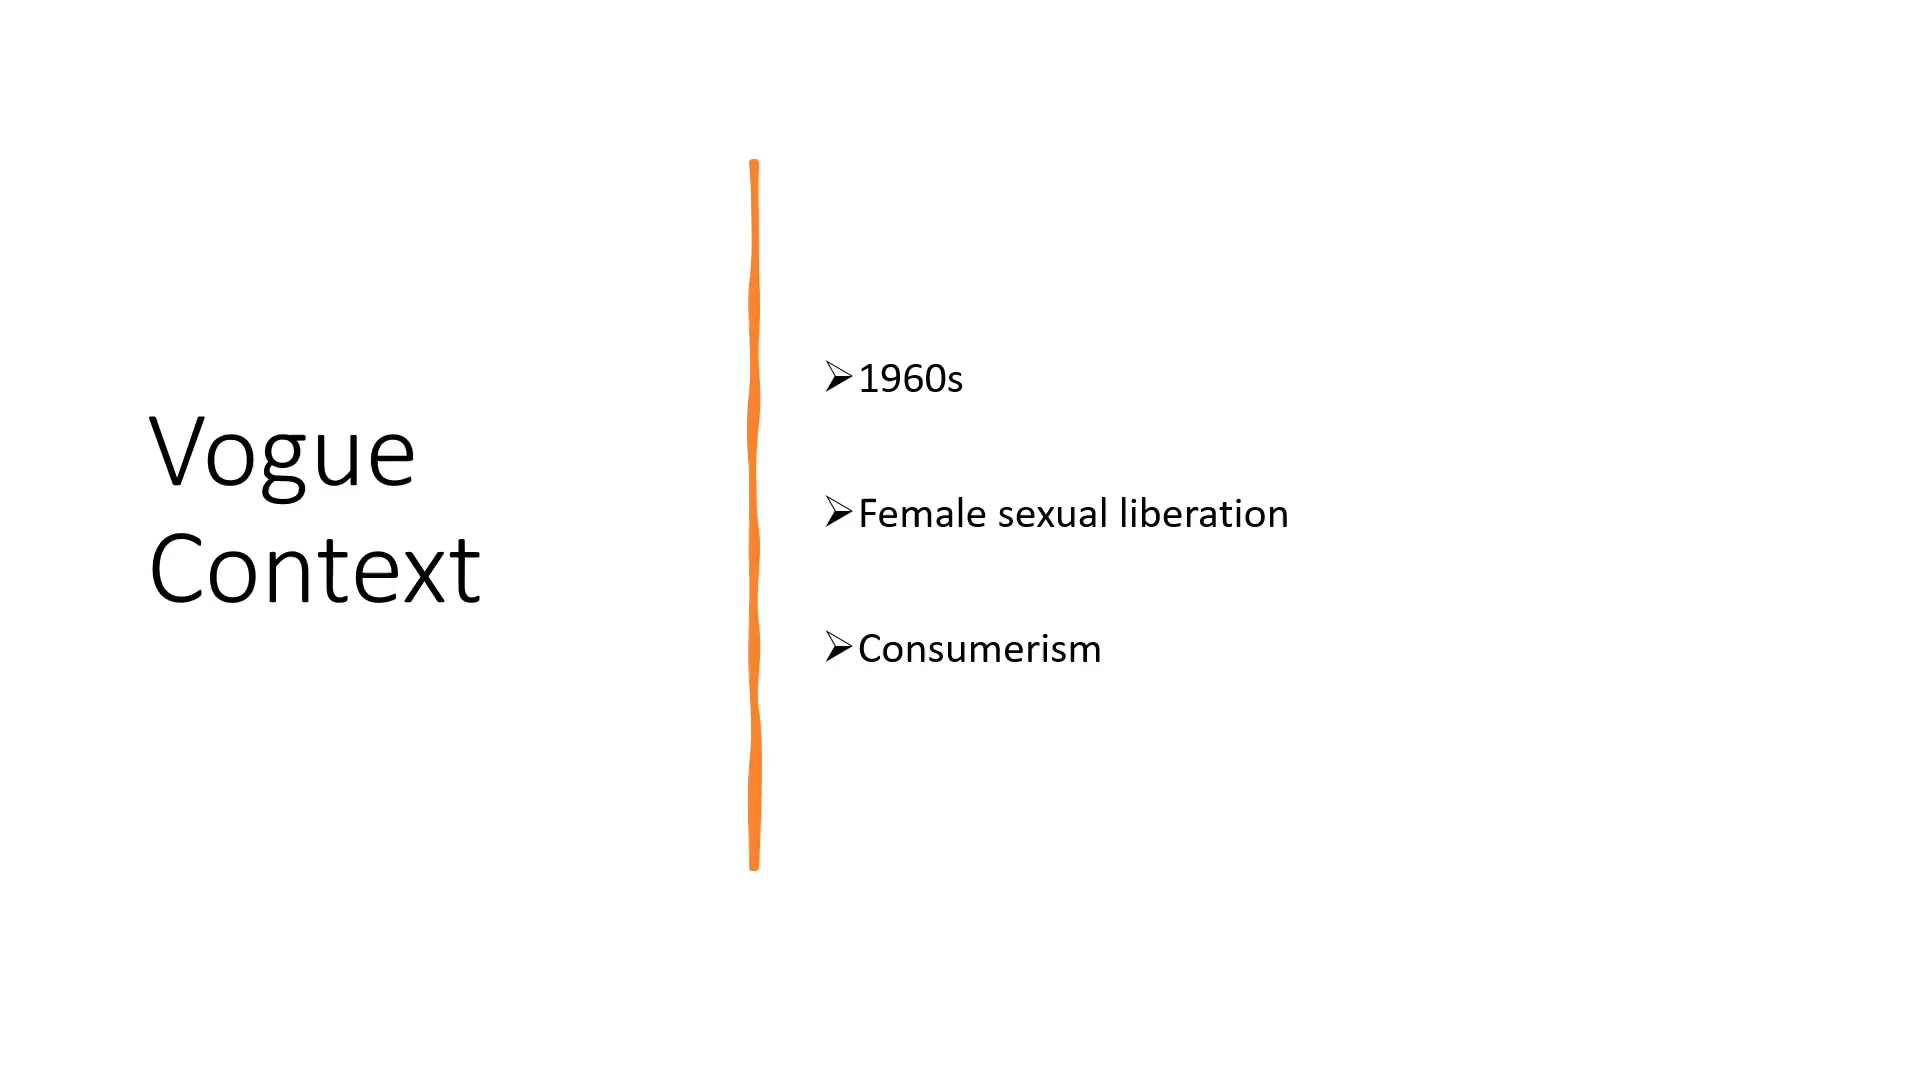 Vogue
Context
➢1960s
➢Female sexual liberation
➢Consumerism